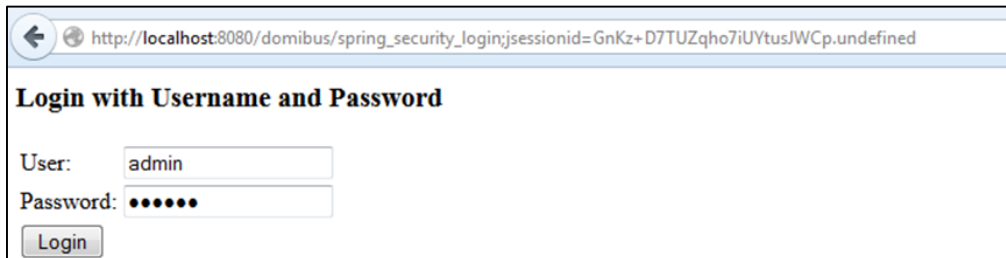 http://localhost:8080/domibus/spring_security_login;jsessionid=GnKz+D7TUZqho7iUYtusJWCp.undefined
Login with Username and Password
User: admin
Password: ●●●●●●
Login